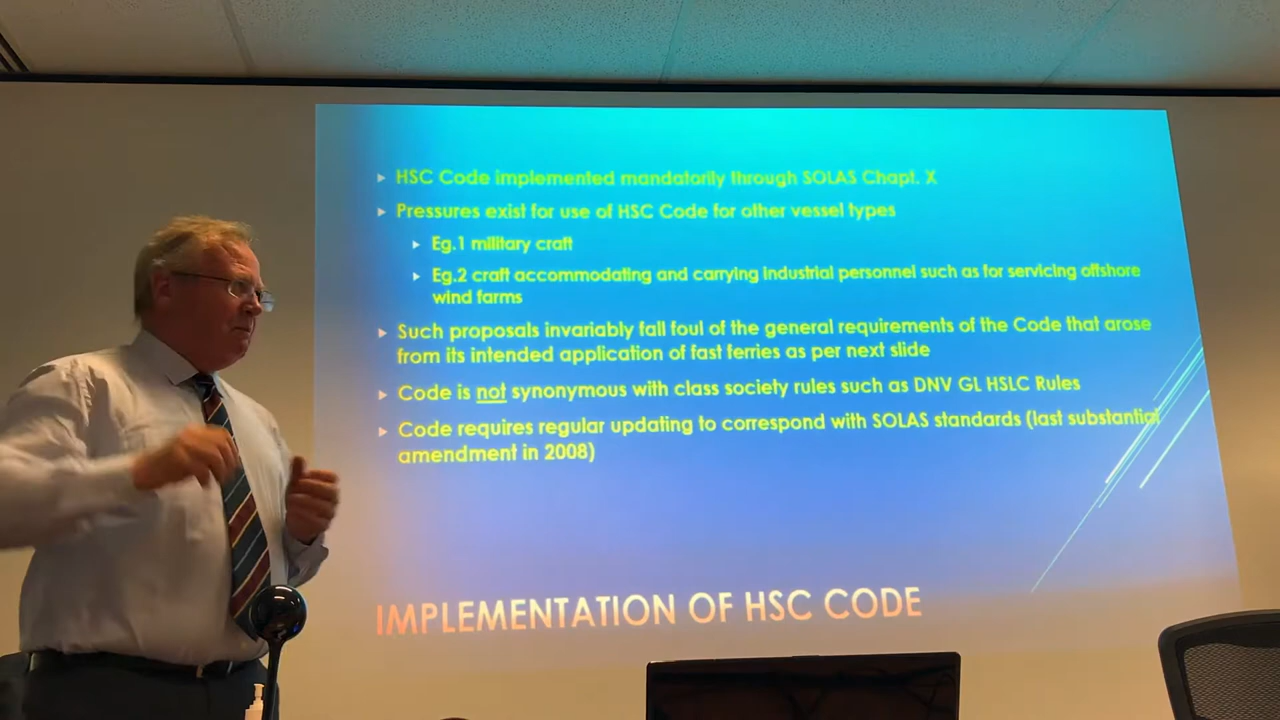 HSC Code implemented mandatorily through SOLAS Chapt. X
Pressures exist for use of HSC Code for other vessel types
Eg.1 military craft
Eg.2 craft accommodating and carrying industrial personnel such as for servicing offshore
wind farms
Such proposals invariably fall foul of the general requirements of the Code that arose
from its intended application of fast ferries as per next slide
Code is not synonymous with class society rules such as DNV GL HSLC Rules
Code requires regular updating to correspond with SOLAS standards (last substantial
amendment in 2008)
IMPLEMENTATION OF HSC CODE